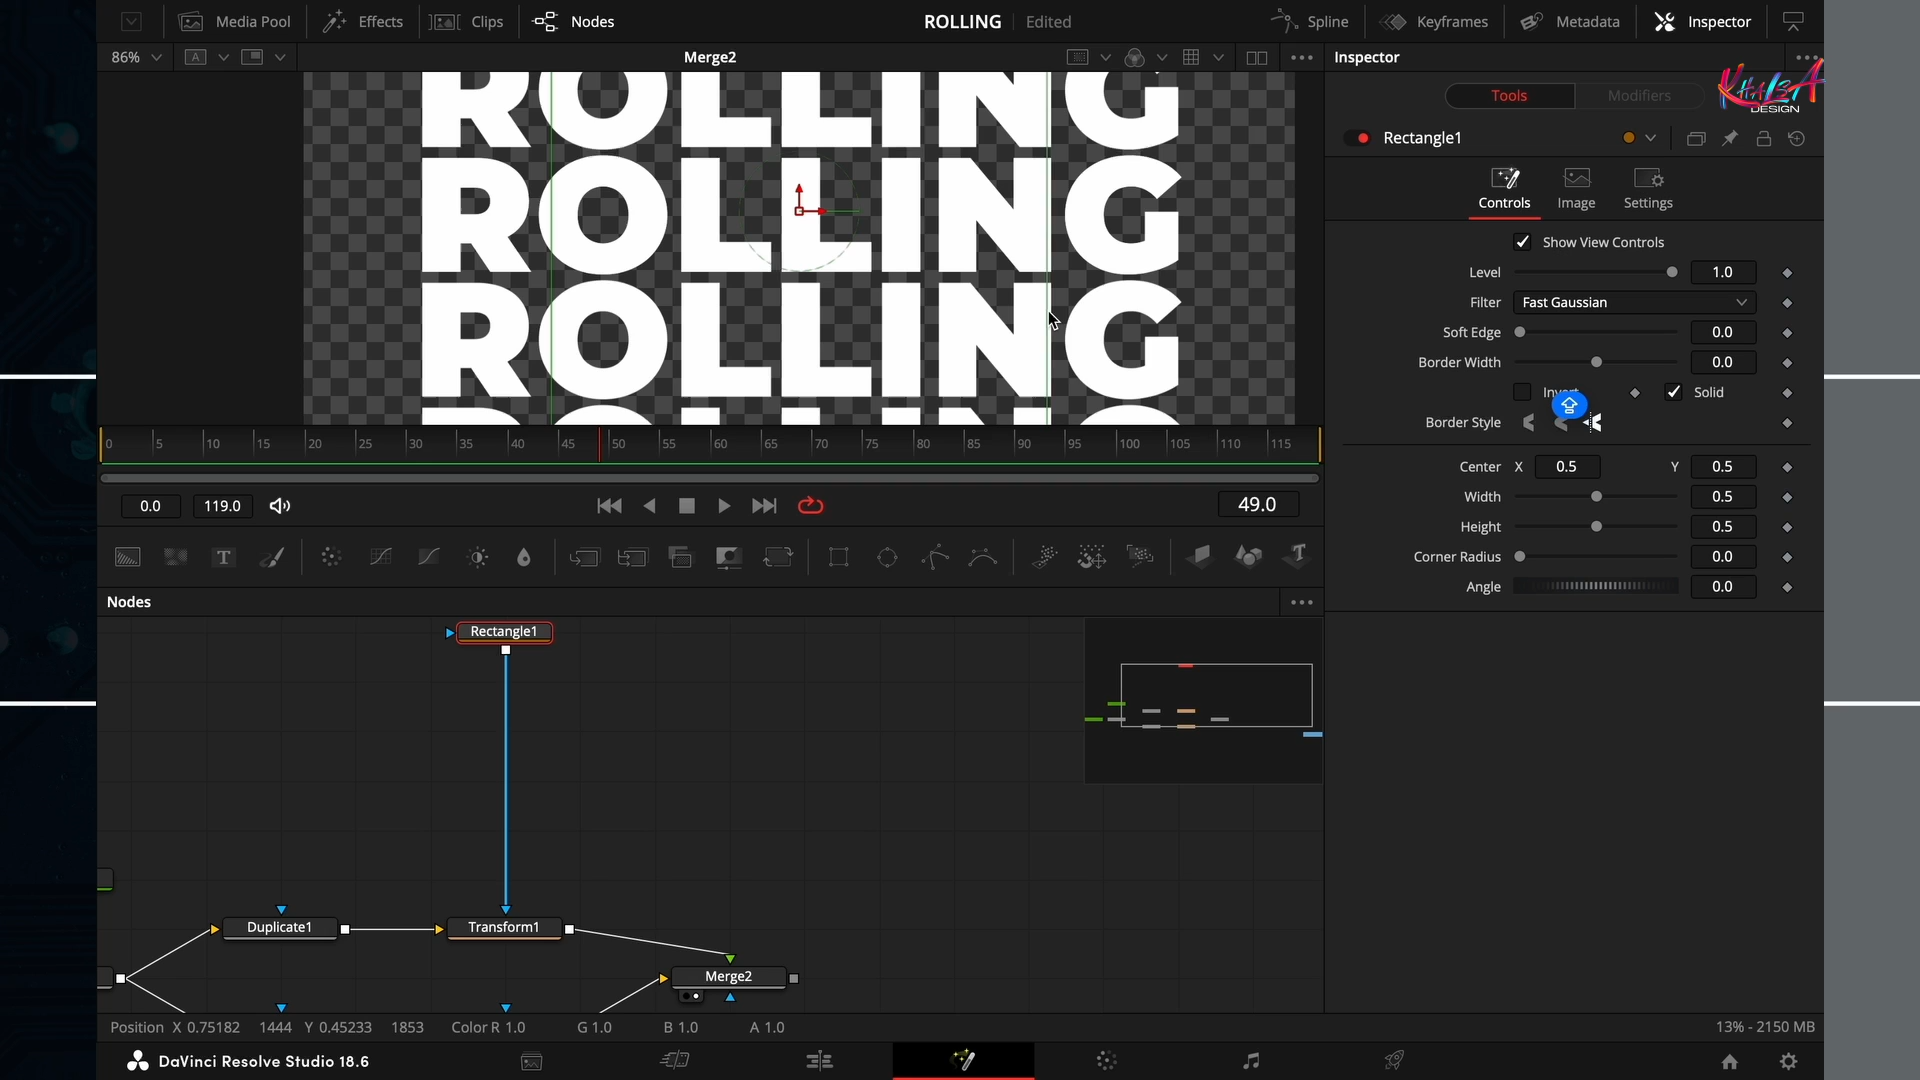 Media Pool
Effects
Clips
Nodes
ROLLING
Edited
Spline
Keyframes
Metadata
Inspector
86%
A
Merge2
Inspector
KHALSA
DESIGN
Tools
Modifiers
Rectangle1
Controls
Image
Settings
Show View Controls
Level 1.0
Filter Fast Gaussian
Soft Edge 0.0
Border Width 0.0
Solid
Border Style
Center X 0.5 Y 0.5
Width 0.5
Height 0.5
Corner Radius 0.0
Angle 0.0
ROLLING
ROLLING
ROLLING
0 5 10 15 20 25 30 35 40 45 50 55 60 65 70 75 80 85 90 95 100 105 110 115
0.0 119.0 49.0
T
T
Nodes
Rectangle1
Duplicate1
Transform1
Merge2
Position X 0.75182 1444 Y 0.45233 1853 Color R 1.0 G 1.0 B 1.0 A 1.0
13% - 2150 MB
DaVinci Resolve Studio 18.6